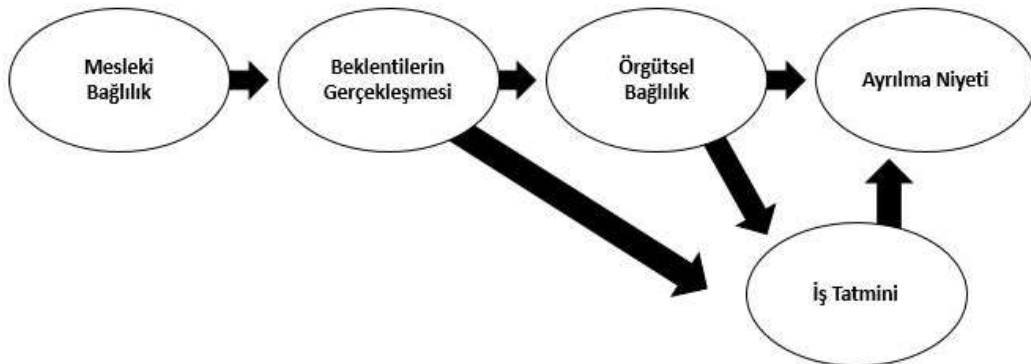 Mesleki
Bağlılık
Beklentilerin
Gerçekleşmesi
Örgütsel
Bağlılık
Ayrılma Niyeti
İş Tatmini